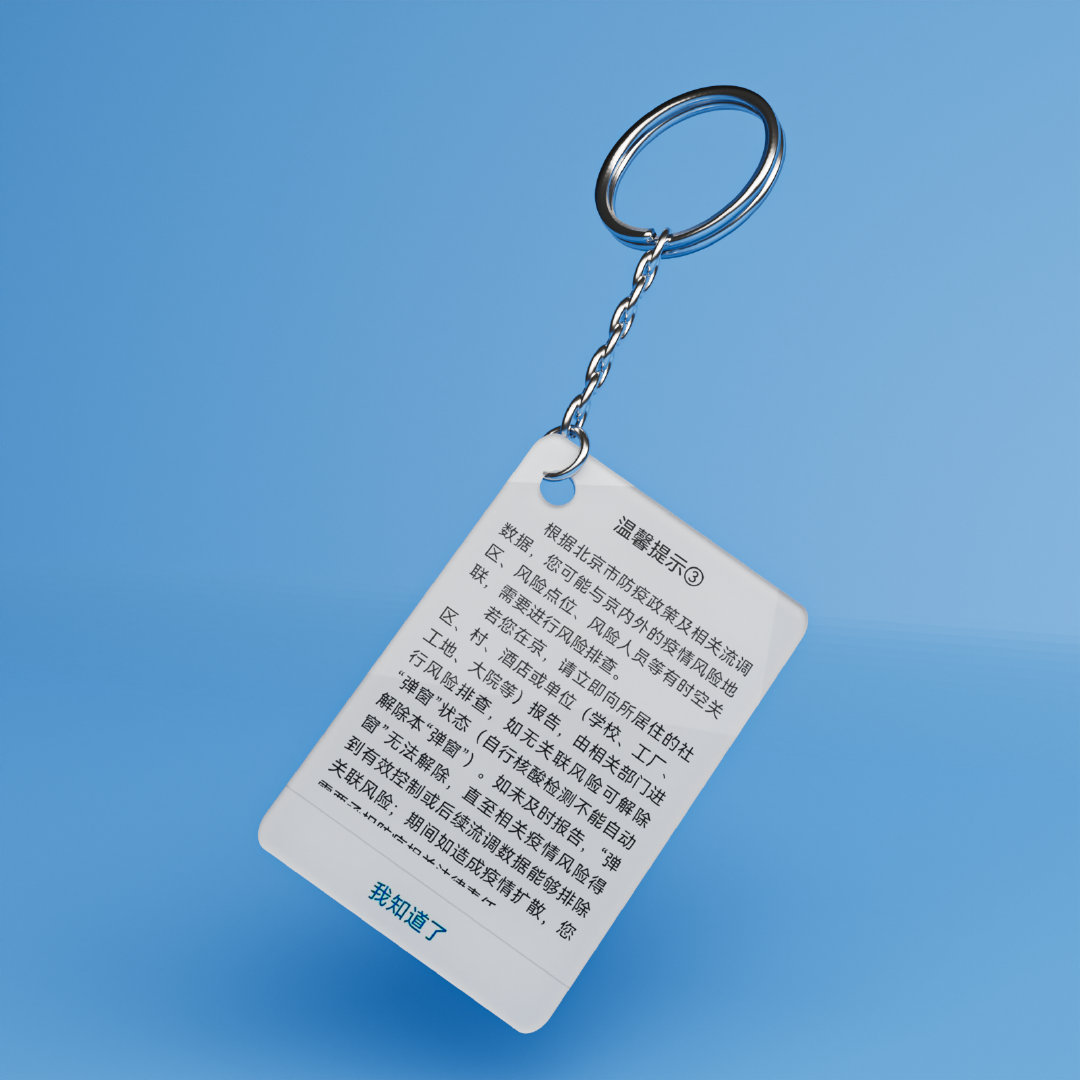 温馨提示③
根据北京市防疫政策及相关流调
数据，您可能与京内外的疫情风险地
区、风险点位、风险人员等有时空关
联，需要进行风险排查。
若您在京，请立即向所居住的社
区、村、酒店或单位（学校、工厂、
工地、大院等）报告，由相关部门进
行风险排查，如无关联风险可解除
“弹窗”状态（自行核酸检测不能自动
解除本“弹窗”）。如未及时报告，“弹
窗”无法解除，直至相关疫情风险得
到有效控制或后续流调数据能够排除
关联风险；期间如造成疫情扩散，您
我知道了